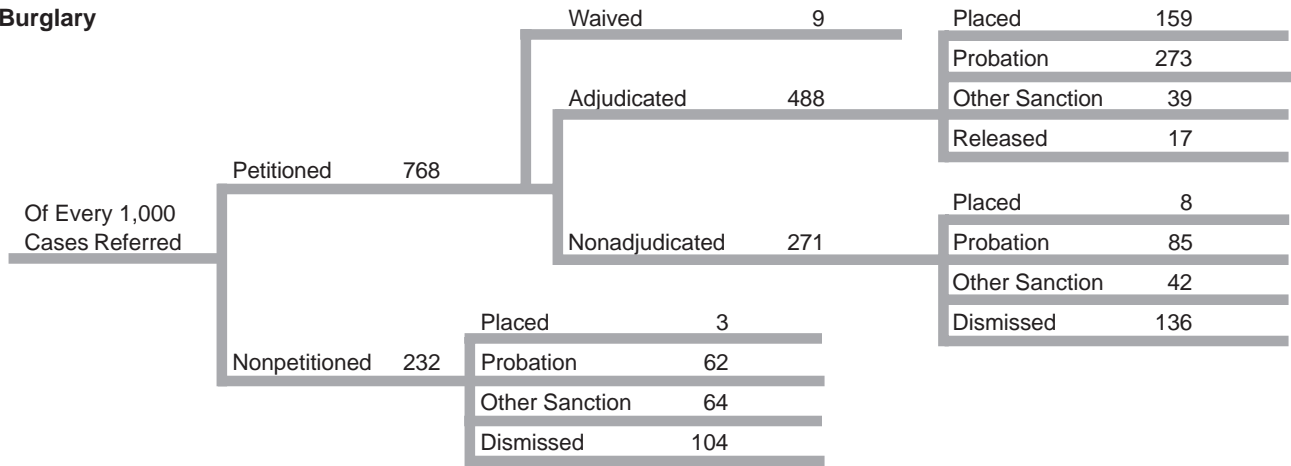 Burglary
Of Every 1,000
Cases Referred
Petitioned 768
Nonpetitioned 232
Waived 9
Adjudicated 488
Nonadjudicated 271
Placed 159
Probation 273
Other Sanction 39
Released 17
Placed 8
Probation 85
Other Sanction 42
Dismissed 136
Placed 3
Probation 62
Other Sanction 64
Dismissed 104